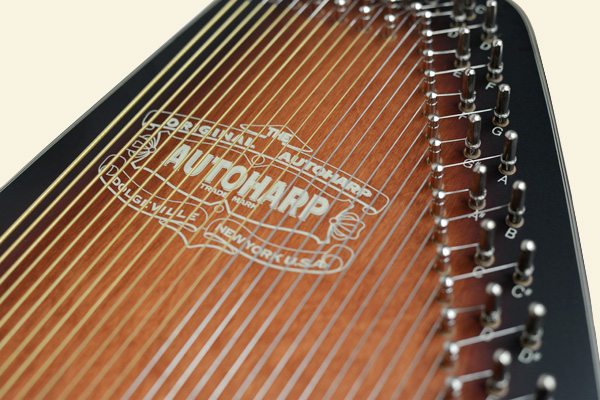 THE
ORIGINAL AUTOHARP
AUTOHARP
TRADE MARK
DOLGEVILLE NEW YORK U.S.A.
F
G
A
B
C